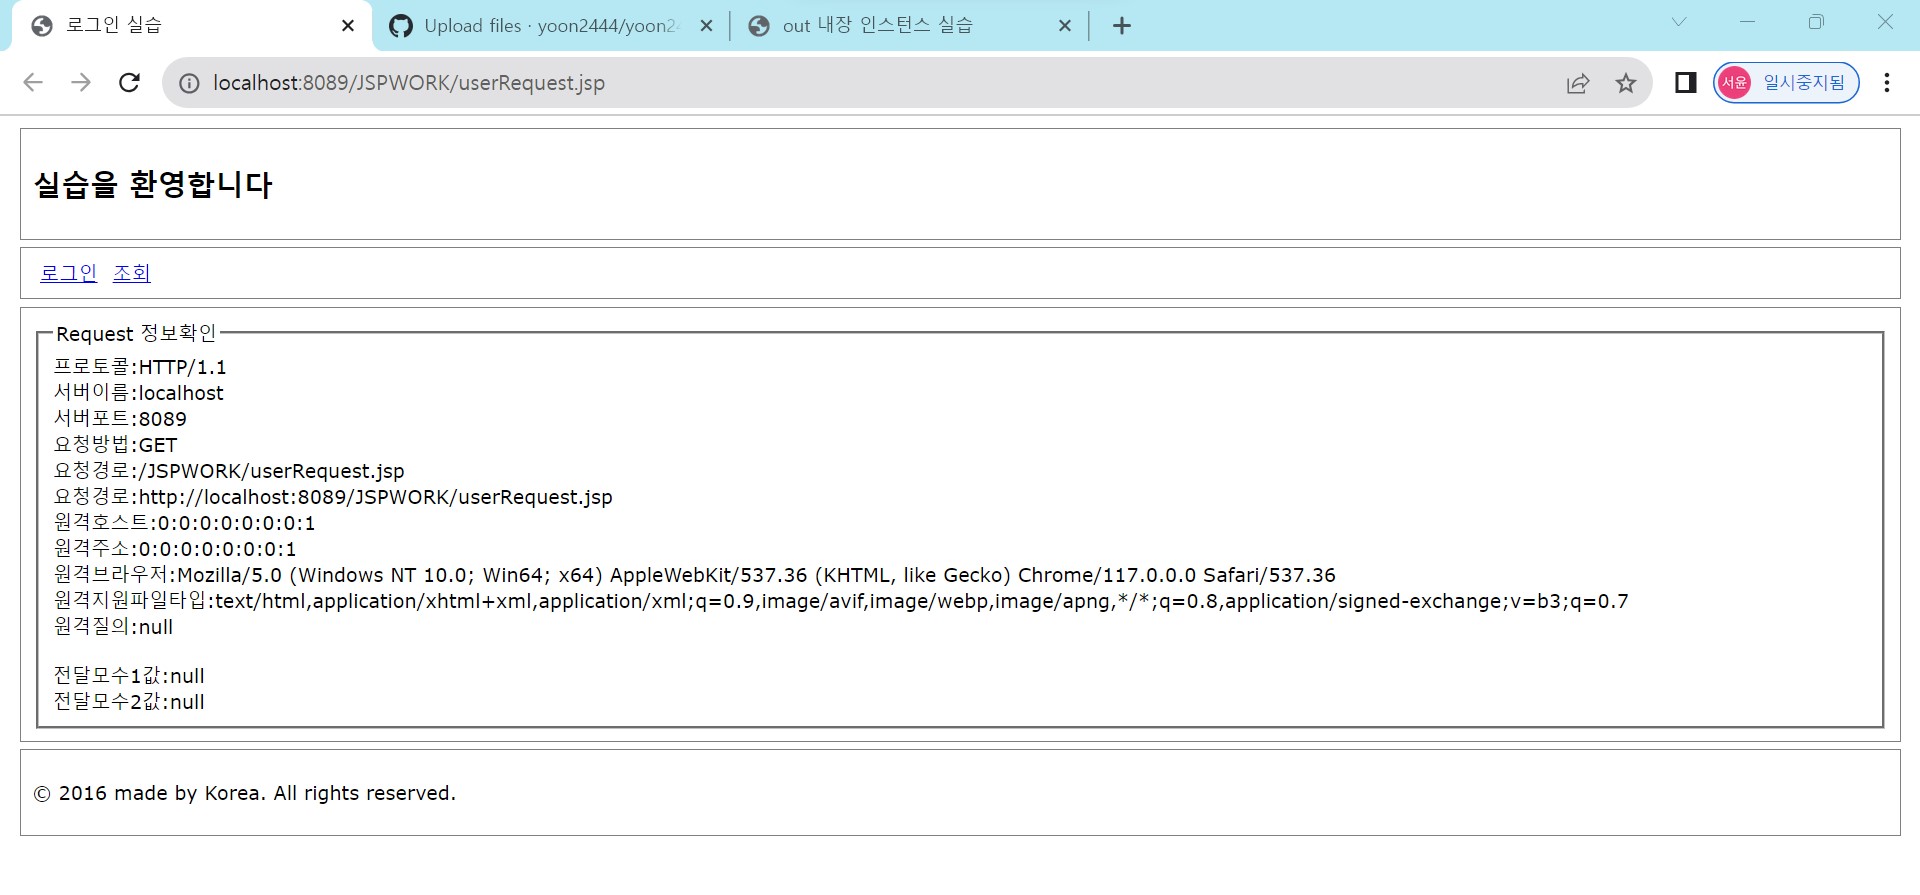 로그인 실습
Upload files · yoon2444/yoon24
out 내장 인스턴스 실습
localhost:8089/JSPWORK/userRequest.jsp
서윤 일시중지됨
실습을 환영합니다
로그인 조회
Request 정보확인
프로토콜:HTTP/1.1
서버이름:localhost
서버포트:8089
요청방법:GET
요청경로:/JSPWORK/userRequest.jsp
요청경로:http://localhost:8089/JSPWORK/userRequest.jsp
원격호스트:0:0:0:0:0:0:0:1
원격주소:0:0:0:0:0:0:0:1
원격브라우저:Mozilla/5.0 (Windows NT 10.0; Win64; x64) AppleWebKit/537.36 (KHTML, like Gecko) Chrome/117.0.0.0 Safari/537.36
원격지원파일타입:text/html,application/xhtml+xml,application/xml;q=0.9,image/avif,image/webp,image/apng,*/*;q=0.8,application/signed-exchange;v=b3;q=0.7
원격질의:null
전달모수1값:null
전달모수2값:null
© 2016 made by Korea. All rights reserved.